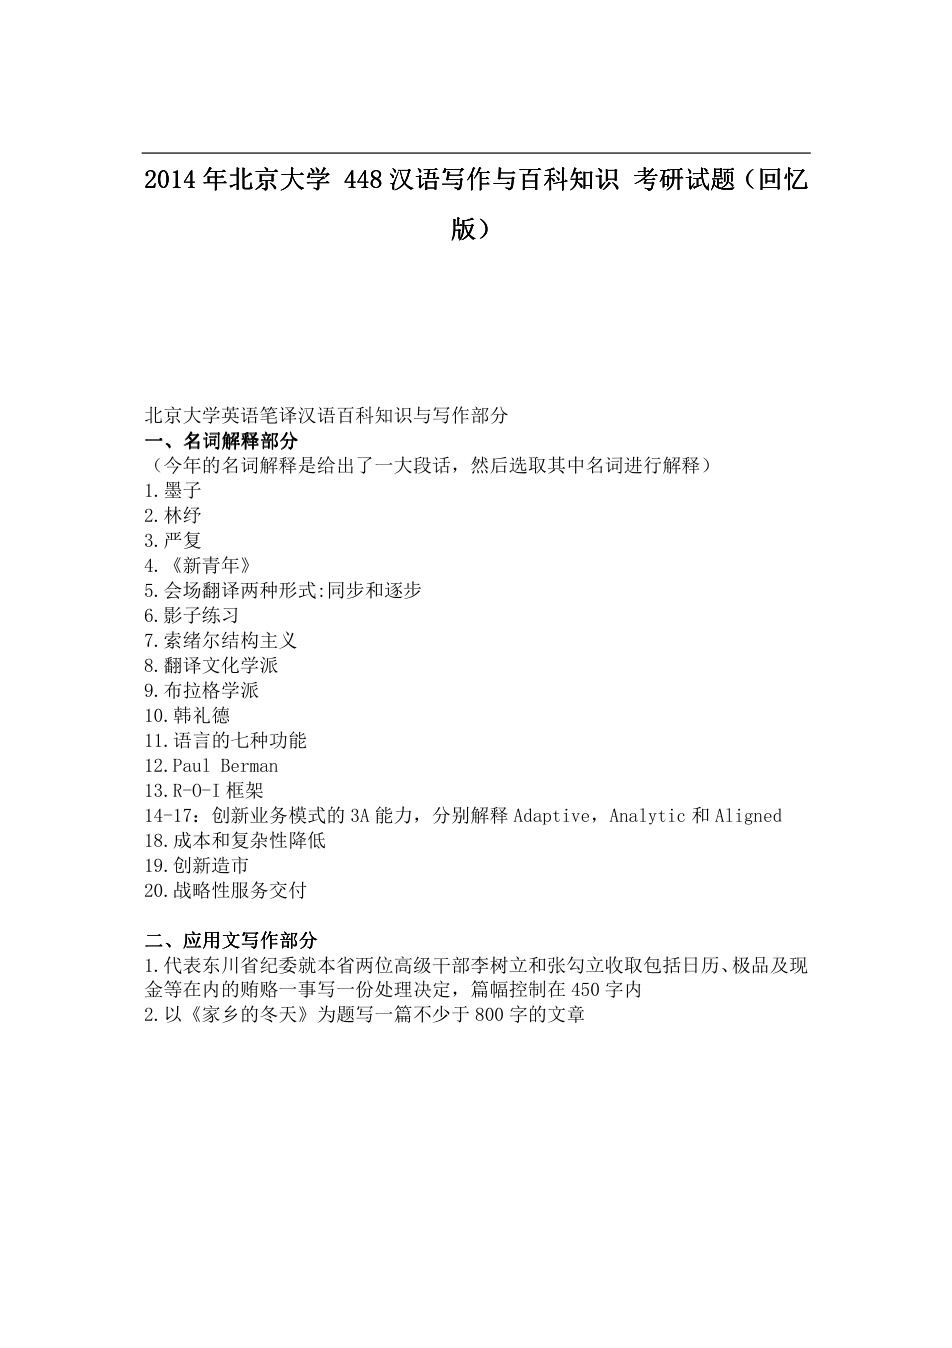 2014年北京大学 448汉语写作与百科知识 考研试题（回忆
版）
北京大学英语笔译汉语百科知识与写作部分
一、名词解释部分
（今年的名词解释是给出了一大段话，然后选取其中名词进行解释）
1.墨子
2.林纾
3.严复
4.《新青年》
5.会场翻译两种形式:同步和逐步
6.影子练习
7.索绪尔结构主义
8.翻译文化学派
9.布拉格学派
10.韩礼德
11.语言的七种功能
12.Paul Berman
13.R-O-I框架
14-17：创新业务模式的3A能力，分别解释Adaptive，Analytic和Aligned
18.成本和复杂性降低
19.创新造市
20.战略性服务交付
二、应用文写作部分
1.代表东川省纪委就本省两位高级干部李树立和张勾立收取包括日历、极品及现
金等在内的贿赂一事写一份处理决定，篇幅控制在450字内
2.以《家乡的冬天》为题写一篇不少于800字的文章